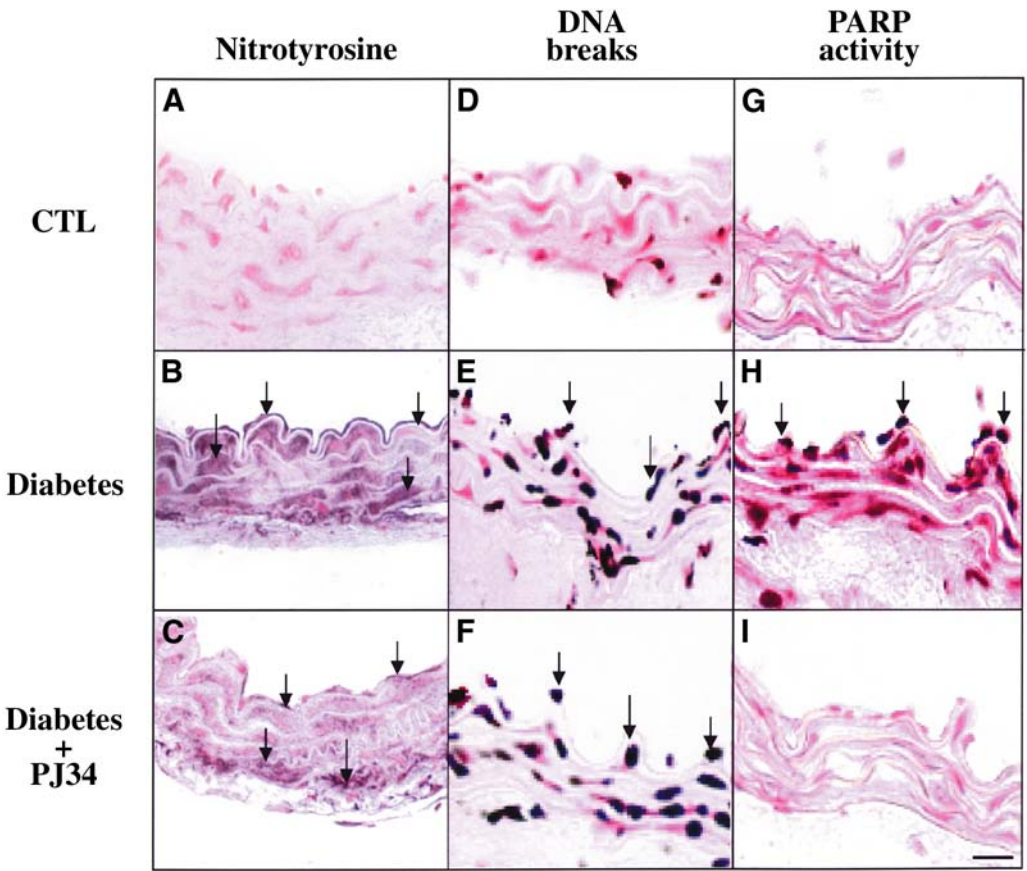 Nitrotyrosine
DNA
breaks
PARP
activity
CTL
A
D
G
Diabetes
B
E
H
Diabetes
+
PJ34
C
F
I